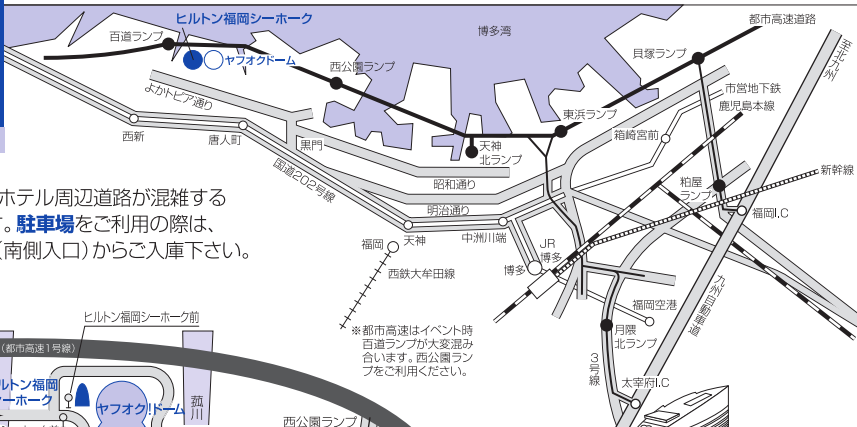 ヒルトン福岡シーホーク
百道ランプ
ヤフオクドーム
博多湾
都市高速道路
貝塚ランプ
至北九州
西公園ランプ
よかトピア通り
市営地下鉄
鹿児島本線
東浜ランプ
西新
唐人町
黒門
天神
北ランプ
箱崎宮前
新幹線
国道202号線
昭和通り
粕屋
ランプ
福岡I.C
ホテル周辺道路が混雑する
す。駐車場をご利用の際は、
(南側入口)からご入庫下さい。
明治通り
天神
中洲川端
福岡
JR
博多
博多
西鉄大牟田線
九州自動車道
福岡空港
※都市高速はイベント時
百道ランプが大変混み
合います。西公園ラン
プをご利用ください。
月隈
北ランプ
3号線
太宰府I.C
ヒルトン福岡シーホーク前
(都市高速1号線)
ルトン福岡
シーホーク
ヤフオク!ドーム
菰川
西公園ランプ